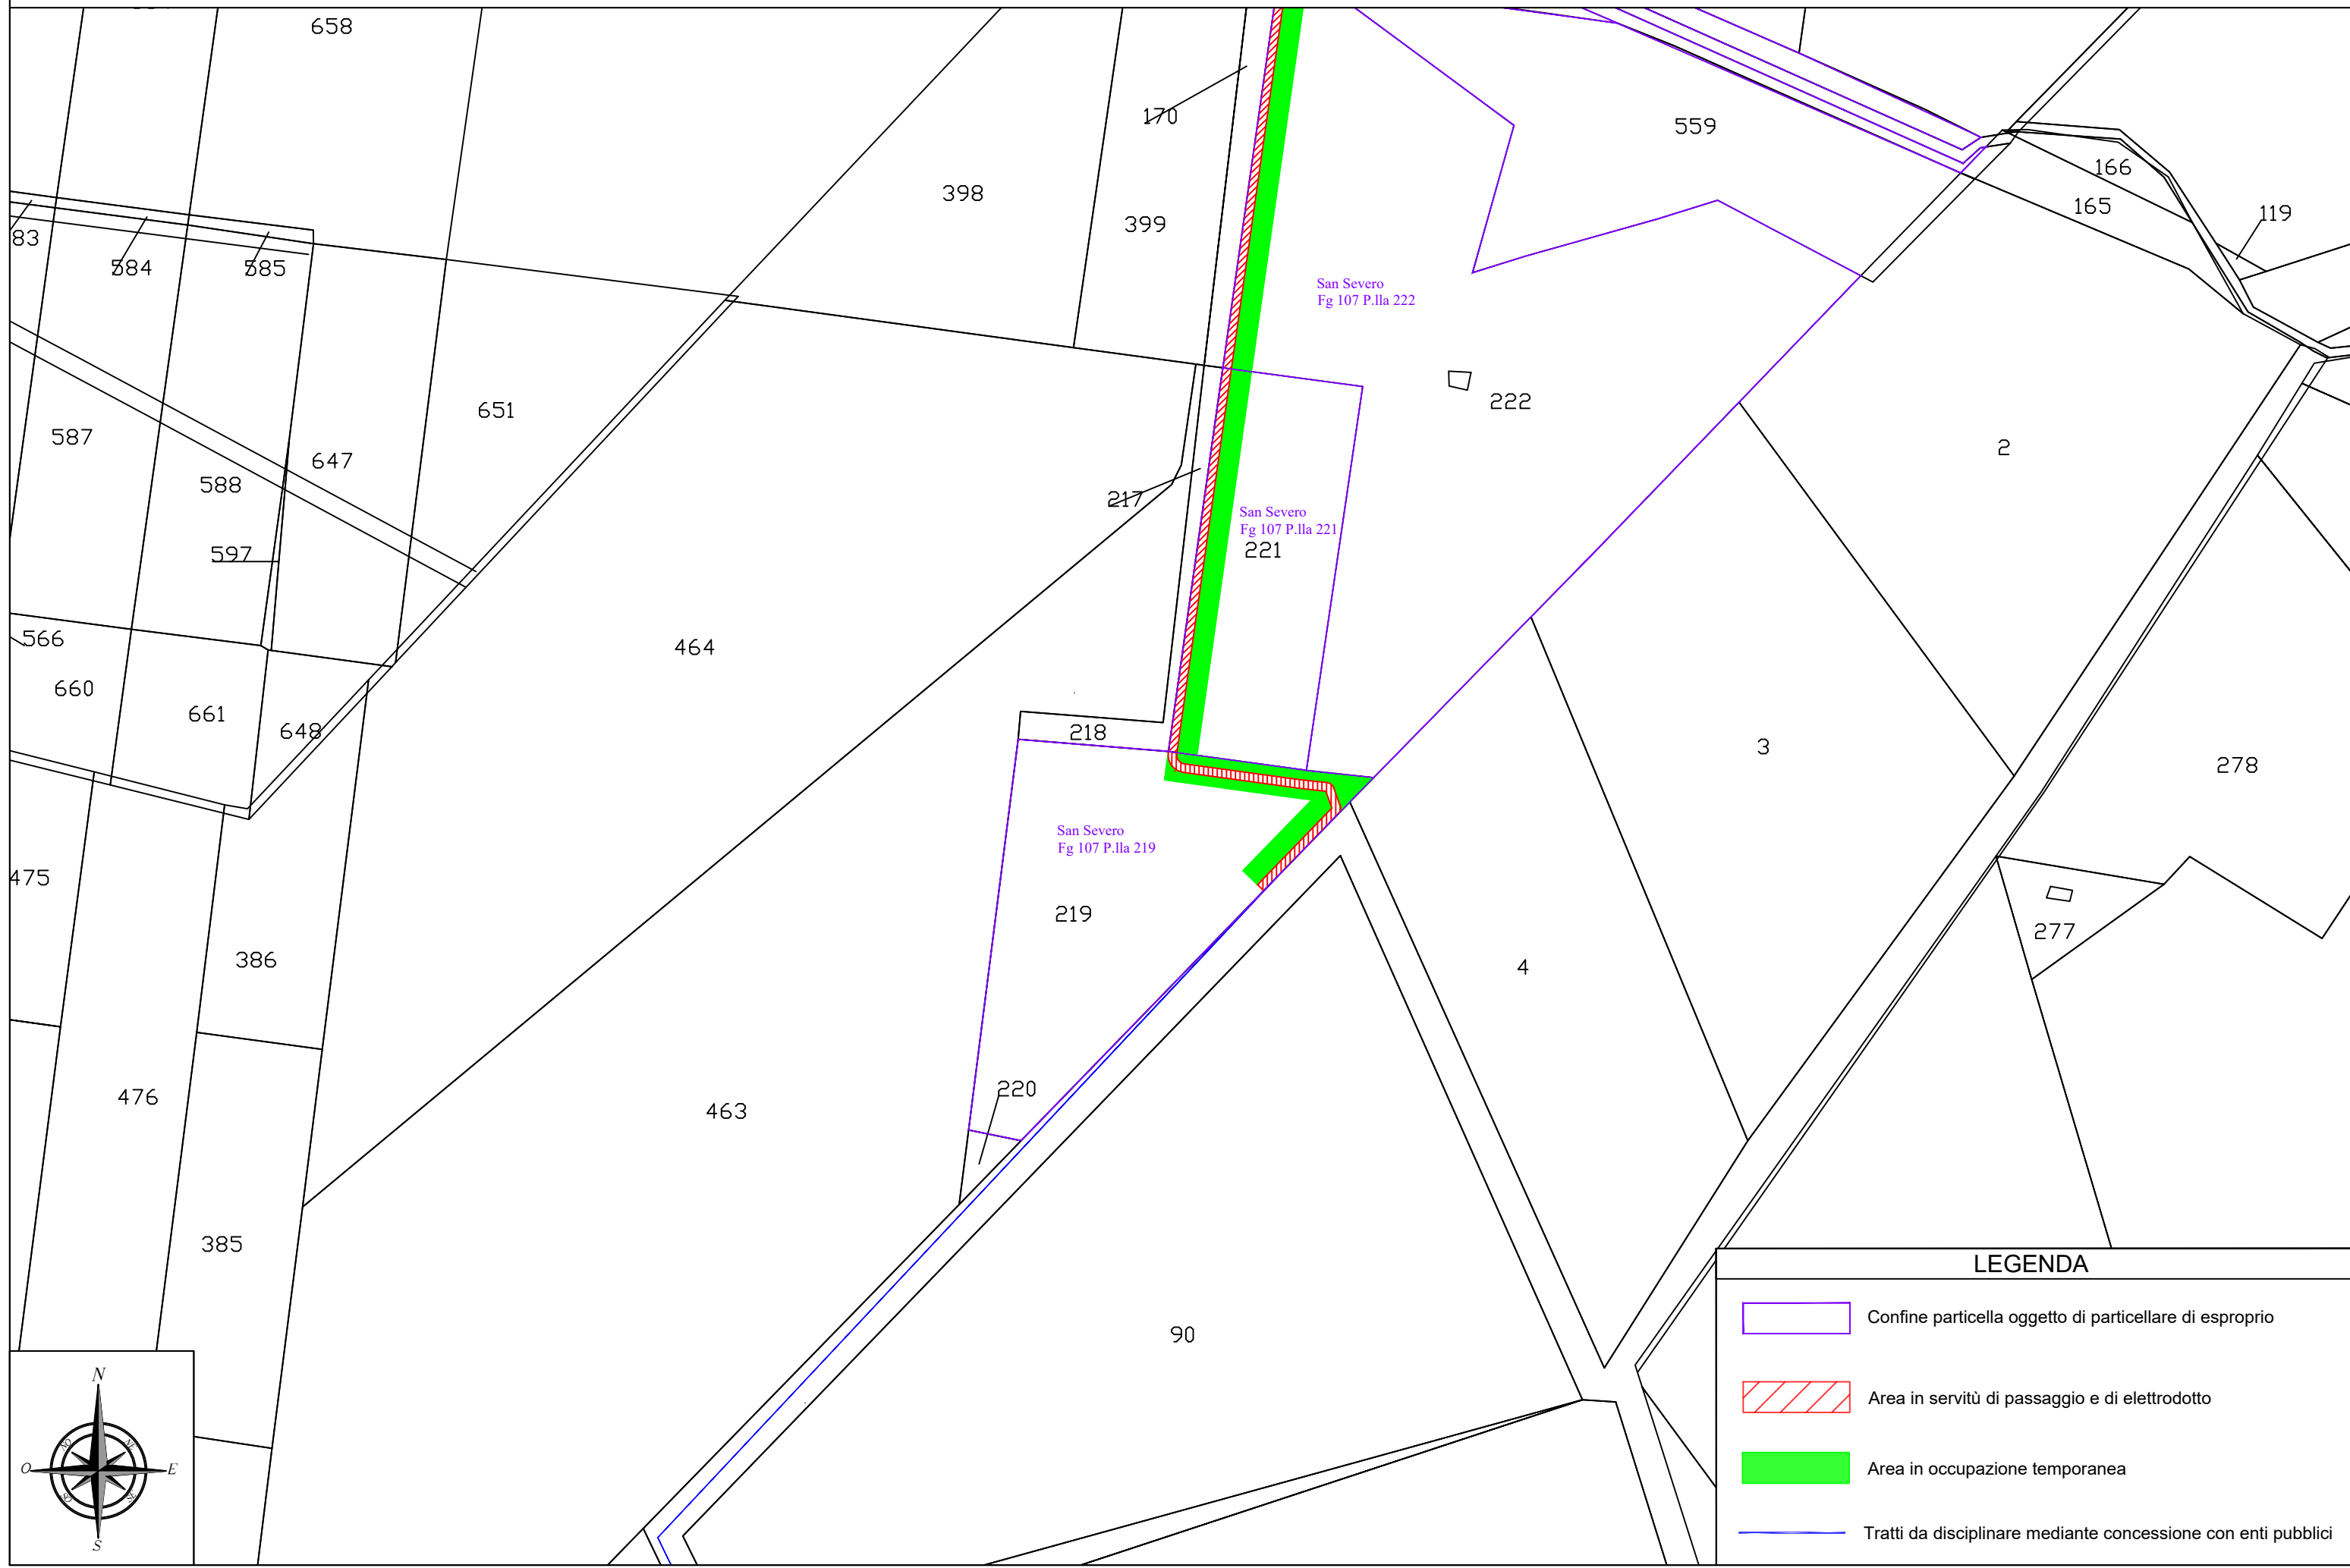 658
170
559
166
398
165
399
119
83
584
585
San Severo
Fg 107 P.lla 222
222
651
587
2
647
588
217
San Severo
Fg 107 P.lla 221
221
597
566
464
660
661
648
218
3
278
San Severo
Fg 107 P.lla 219
475
219
277
386
4
220
476
463
385
90
LEGENDA
Confine particella oggetto di particellare di esproprio
Area in servitù di passaggio e di elettrodotto
Area in occupazione temporanea
Tratti da disciplinare mediante concessione con enti pubblici
N
O
E
S